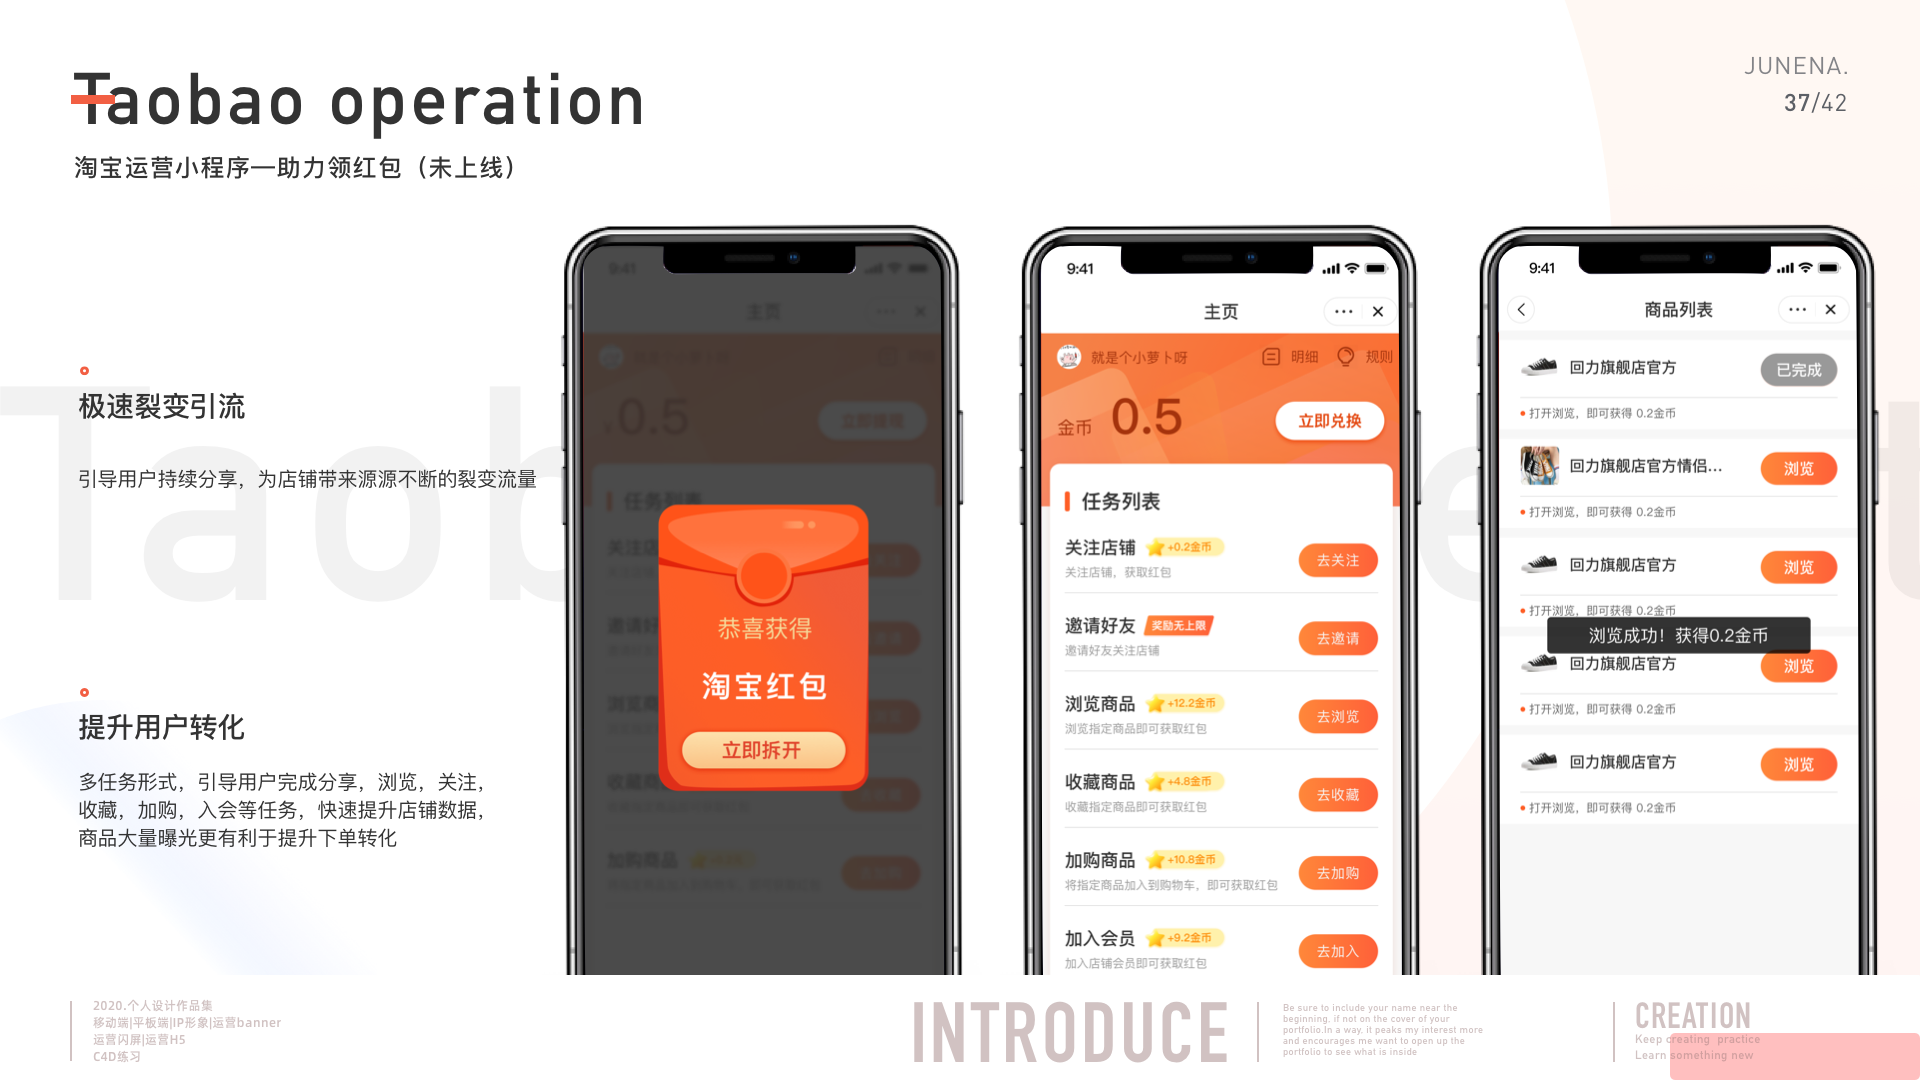 Taobao operation
淘宝运营小程序—助力领红包（未上线）
JUNENA.
37/42
极速裂变引流
引导用户持续分享，为店铺带来源源不断的裂变流量
提升用户转化
多任务形式，引导用户完成分享，浏览，关注，
收藏，加购，入会等任务，快速提升店铺数据，
商品大量曝光更有利于提升下单转化
9:41
主页
0.5
任务列表
恭喜获得
淘宝红包
立即拆开
加购商品
9:41
主页
就是个小萝卜呀
明细
规则
金币 0.5
立即兑换
任务列表
关注店铺 +0.2金币
关注店铺，获取红包
去关注
邀请好友 奖励无上限
邀请好友关注店铺
去邀请
浏览商品 +12.2金币
浏览指定商品即可获取红包
去浏览
收藏商品 +4.8金币
收藏指定商品即可获取红包
去收藏
加购商品 +10.8金币
将指定商品加入到购物车，即可获取红包
去加购
加入会员 +9.2金币
加入店铺会员即可获取红包
去加入
9:41
商品列表
回力旗舰店官方
已完成
打开浏览，即可获得 0.2金币
回力旗舰店官方情侣...
浏览
打开浏览，即可获得 0.2金币
回力旗舰店官方
浏览
打开浏览，即可获得 0.2金币
浏览成功！获得0.2金币
回力旗舰店官方
浏览
打开浏览，即可获得 0.2金币
回力旗舰店官方
浏览
打开浏览，即可获得 0.2金币
2020.个人设计作品集
移动端|平板端|IP形象|运营banner
运营闪屏|运营H5
C4D练习
INTRODUCE
Be sure to include your name near the
beginning, if not on the cover of your
portfolio.In a way, it peaks my interest more
and encourages me want to open up the
portfolio to see what is inside
CREATION
Keep creating practice
Learn something new